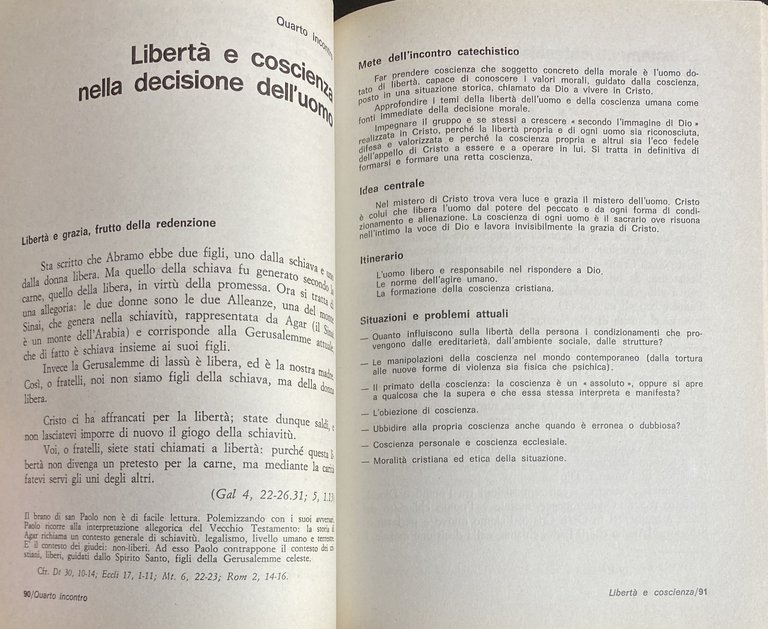 Quarto incontro
Libertà e coscienza
nella decisione dell'uomo
Libertà e grazia, frutto della redenzione
Sta scritto che Abramo ebbe due figli, uno dalla schiava e uno
dalla donna libera. Ma quello della schiava fu generato secondo la
carne, quello della libera, in virtù della promessa. Ora si tratta di
una allegoria: le due donne sono le due Alleanze, una del monte
Sinai, che genera nella schiavitù, rappresentata da Agar (il Sinai
è un monte dell'Arabia) e corrisponde alla Gerusalemme attuale,
che di fatto è schiava insieme ai suoi figli.
Invece la Gerusalemme di lassù è libera, ed è la nostra madre.
Così, o fratelli, noi non siamo figli della schiava, ma della donna
libera.
Cristo ci ha affrancati per la libertà; state dunque saldi, e
non lasciatevi imporre di nuovo il giogo della schiavitù.
Voi, o fratelli, siete stati chiamati a libertà: purché questa li-
bertà non divenga un pretesto per la carne, ma mediante la carità
fatevi servi gli uni degli altri.
(Gal 4, 22-26.31; 5, 1.13)
Il brano di san Paolo non è di facile lettura. Polemizzando con i suoi avversari
Paolo ricorre alla interpretazione allegorica del Vecchio Testamento: la storia di
Agar richiama un contesto generale di schiavitù, legalismo, livello umano e terrestre.
E' il contesto dei giudei: non-liberi. Ad esso Paolo contrappone il contesto dei cri-
stiani, liberi, guidati dallo Spirito Santo, figli della Gerusalemme celeste.
Cfr. Dt 30, 10-14; Eccli 17, 1-11; Mt. 6, 22-23; Rom 2, 14-16.
90/Quarto incontro
Mete dell'incontro catechistico
Far prendere coscienza che soggetto concreto della morale è l'uomo do-
tato di libertà, capace di conoscere i valori morali, guidato dalla coscienza,
posto in una situazione storica, chiamato da Dio a vivere in Cristo.
Approfondire i temi della libertà dell'uomo e della coscienza umana come
fonti immediate della decisione morale.
Impegnare il gruppo e se stessi a crescere « secondo l'immagine di Dio »
realizzata in Cristo, perché la libertà propria e di ogni uomo sia riconosciuta,
difesa e valorizzata e perché la coscienza propria e altrui sia l'eco fedele
dell'appello di Cristo a essere e a operare in lui. Si tratta in definitiva di
formarsi e formare una retta coscienza.
Idea centrale
Nel mistero di Cristo trova vera luce e grazia il mistero dell'uomo. Cristo
è colui che libera l'uomo dal potere del peccato e da ogni forma di condi-
zionamento e alienazione. La coscienza di ogni uomo è il sacrario ove risuona
nell'intimo la voce di Dio e lavora invisibilmente la grazia di Cristo.
Itinerario
L'uomo libero e responsabile nel rispondere a Dio.
Le norme dell'agire umano.
La formazione della coscienza cristiana.
Situazioni e problemi attuali
— Quanto influiscono sulla libertà della persona i condizionamenti che pro-
vengono dalle ereditarietà, dall'ambiente sociale, dalle strutture?
— Le manipolazioni della coscienza nel mondo contemporaneo (dalla tortura
alle nuove forme di violenza sia fisica che psichica).
— Il primato della coscienza: la coscienza è un « assoluto », oppure si apre
a qualcosa che la supera e che essa stessa interpreta e manifesta?
— L'obiezione di coscienza.
— Ubbidire alla propria coscienza anche quando è erronea o dubbiosa?
— Coscienza personale e coscienza ecclesiale.
— Moralità cristiana ed etica della situazione.
Libertà e coscienza/91